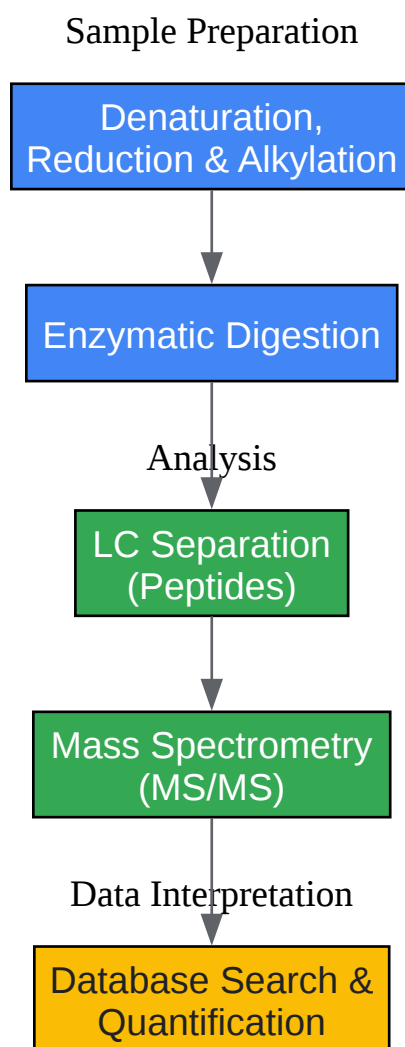 Sample Preparation
Denaturation,
Reduction & Alkylation
Enzymatic Digestion
Analysis
LC Separation
(Peptides)
Mass Spectrometry
(MS/MS)
Data Interpretation
Database Search &
Quantification